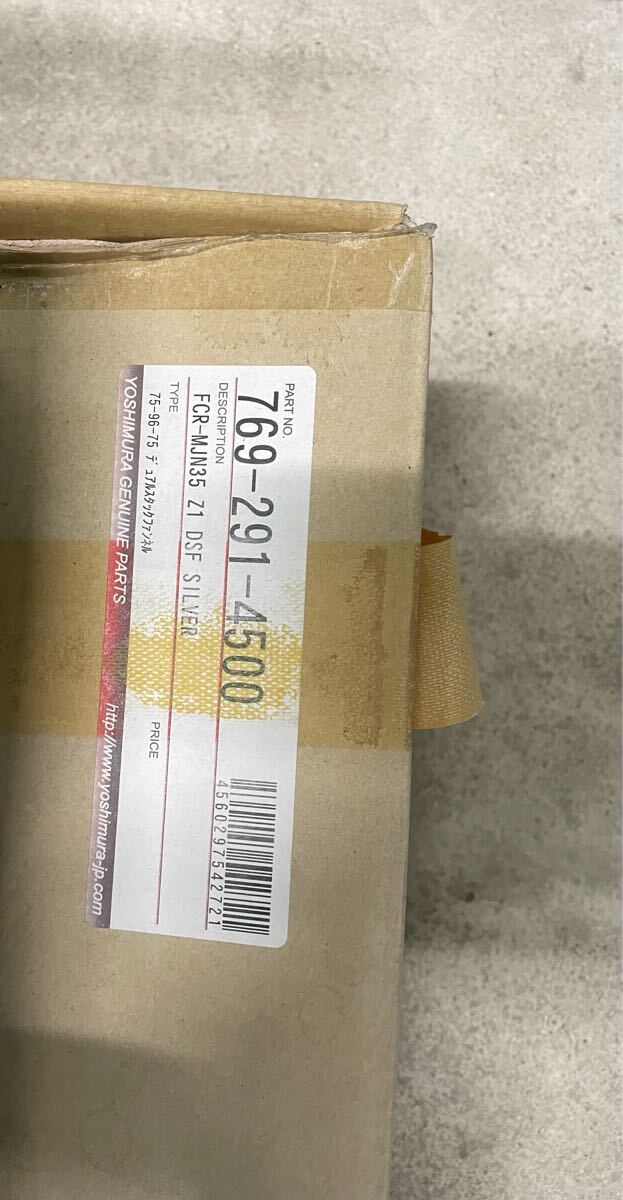 PART NO.
769-291-4500
DESCRIPTION
FCR-MJN35 Z1 DSF SILVER
TYPE
75-96-75 ﾃﾞｭｱﾙｽﾀｯｸﾌｧﾝﾈﾙ
PRICE
4560297542721
YOSHIMURA GENUINE PARTS http://www.yoshimura-jp.com